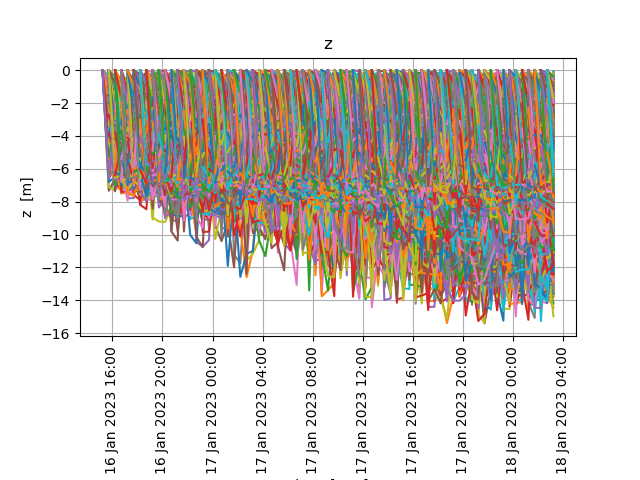 z
0
−2
−4
−6
−8
−10
−12
−14
−16
z [m]
16 Jan 2023 16:00
16 Jan 2023 20:00
17 Jan 2023 00:00
17 Jan 2023 04:00
17 Jan 2023 08:00
17 Jan 2023 12:00
17 Jan 2023 16:00
17 Jan 2023 20:00
18 Jan 2023 00:00
18 Jan 2023 04:00